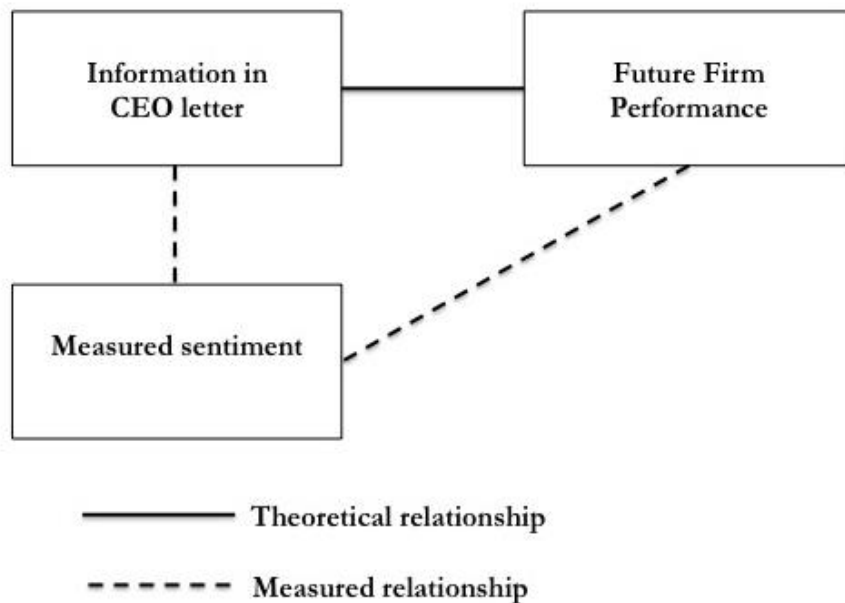 Information in
CEO letter
Future Firm
Performance
Measured sentiment
Theoretical relationship
Measured relationship